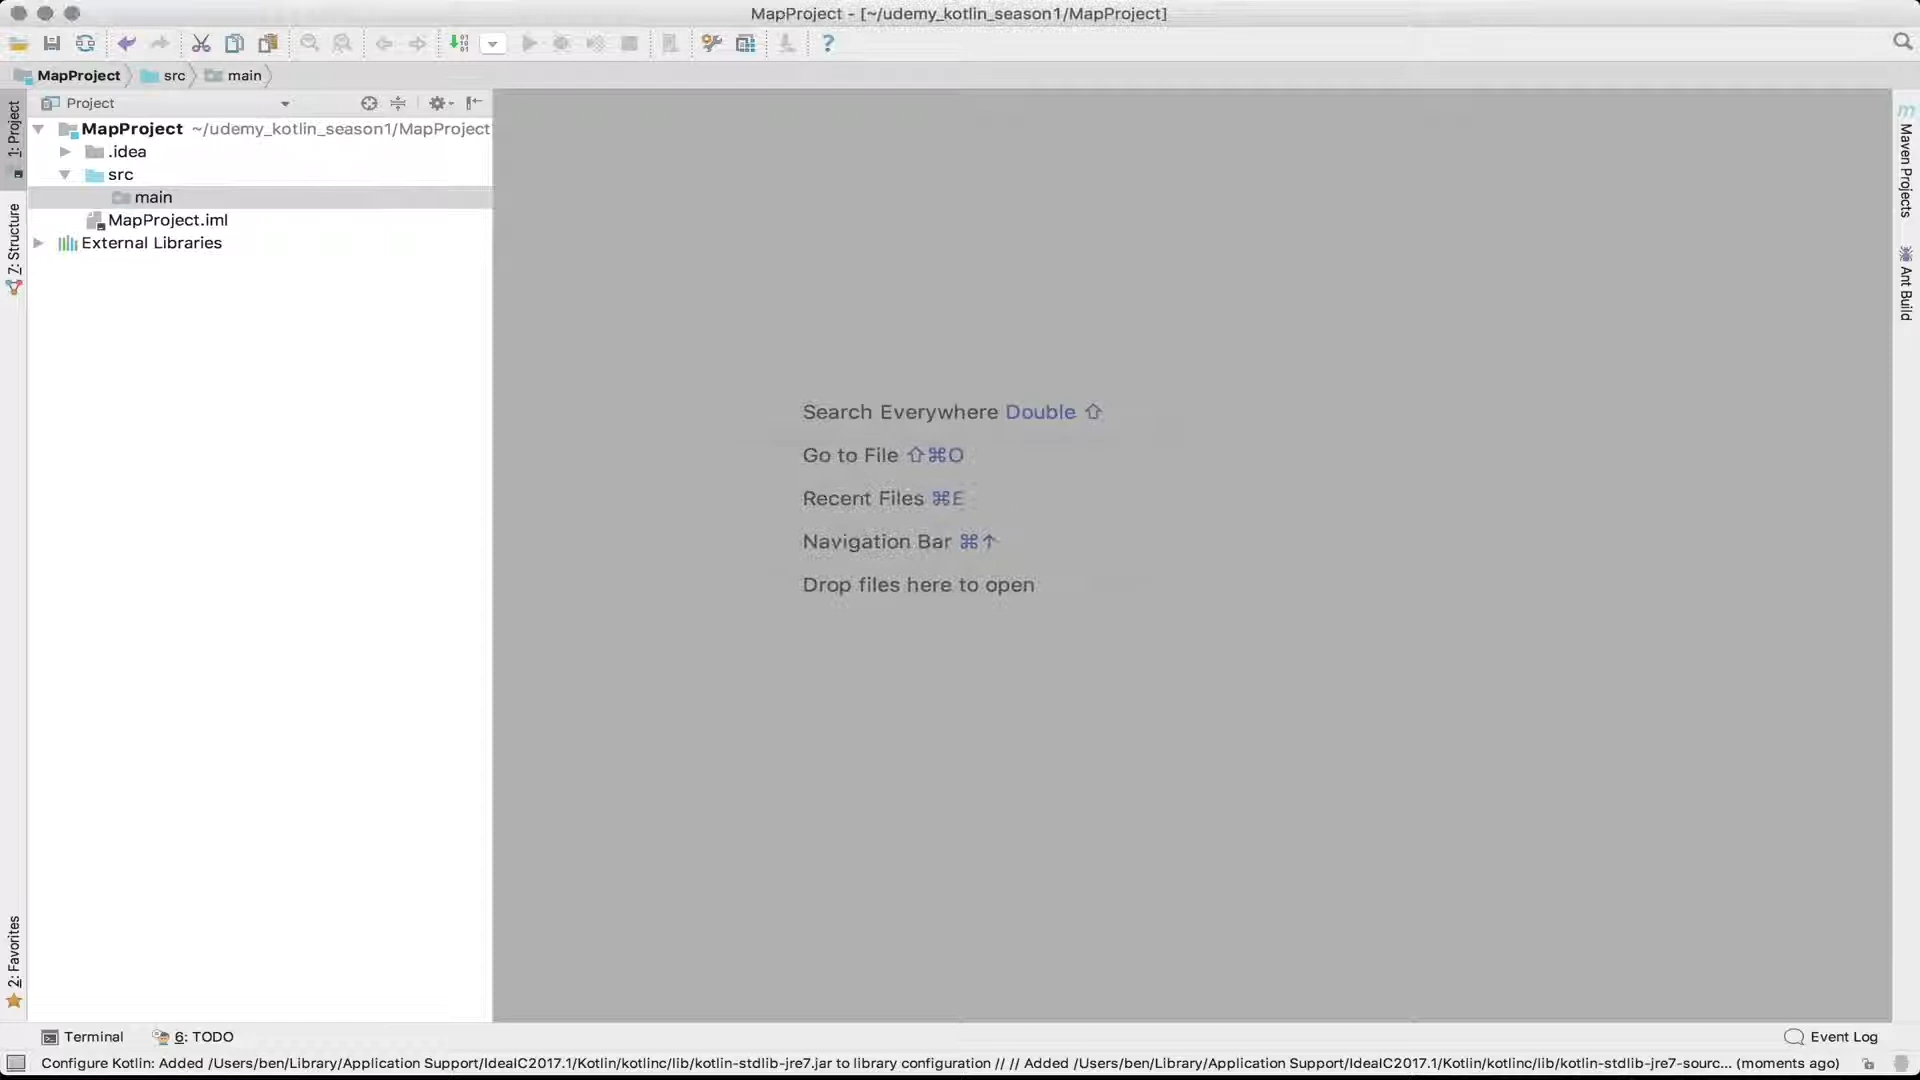 MapProject - [~/udemy_kotlin_season1/MapProject]
MapProject src main
Project
MapProject ~/udemy_kotlin_season1/MapProject
.idea
src
main
MapProject.iml
External Libraries
1: Project
7: Structure
2: Favorites
Search Everywhere Double ⇧
Go to File ⇧⌘O
Recent Files ⌘E
Navigation Bar ⌘↑
Drop files here to open
Maven Projects
Ant Build
Terminal
6: TODO
Event Log
Configure Kotlin: Added /Users/ben/Library/Application Support/IdeaIC2017.1/Kotlin/kotlinc/lib/kotlin-stdlib-jre7.jar to library configuration // // Added /Users/ben/Library/Application Support/IdeaIC2017.1/Kotlin/kotlinc/lib/kotlin-stdlib-jre7-sourc... (moments ago)